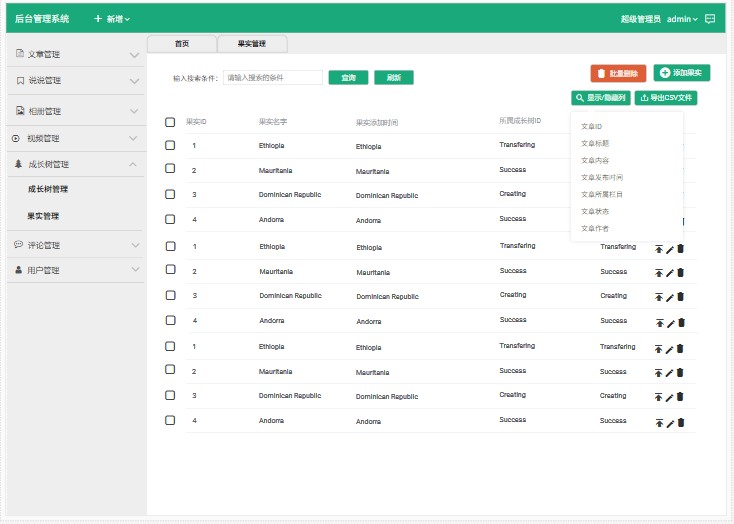 后台管理系统 新增 超级管理员 admin
文章管理
说说管理
相册管理
视频管理
成长树管理
成长树管理
果实管理
评论管理
用户管理
首页 果实管理
输入搜索条件: 请输入搜索的条件 查询 刷新 批量删除 添加果实
显示/隐藏列 导出CSV文件
果实ID 果实名字 果实添加时间 所属成长树ID
文章ID
文章标题
文章内容
文章发布时间
文章所属栏目
文章状态
文章作者
1 Ethiopia Ethiopia Transfering
2 Mauritania Mauritania Success
3 Dominican Republic Dominican Republic Creating
4 Andorra Andorra Success
1 Ethiopia Ethiopia Transfering Transfering
2 Mauritania Mauritania Success Success
3 Dominican Republic Dominican Republic Creating Creating
4 Andorra Andorra Success Success
1 Ethiopia Ethiopia Transfering Transfering
2 Mauritania Mauritania Success Success
3 Dominican Republic Dominican Republic Creating Creating
4 Andorra Andorra Success Success